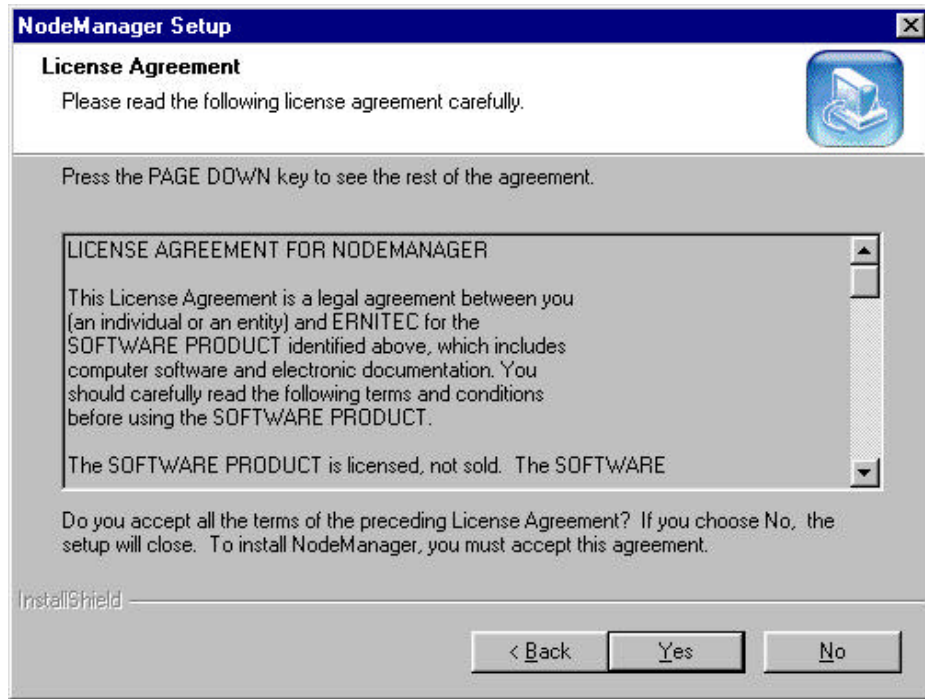 NodeManager Setup
License Agreement
Please read the following license agreement carefully.
Press the PAGE DOWN key to see the rest of the agreement.
LICENSE AGREEMENT FOR NODEMANAGER
This License Agreement is a legal agreement between you
(an individual or an entity) and ERNITEC for the
SOFTWARE PRODUCT identified above, which includes
computer software and electronic documentation. You
should carefully read the following terms and conditions
before using the SOFTWARE PRODUCT.
The SOFTWARE PRODUCT is licensed, not sold.  The SOFTWARE
Do you accept all the terms of the preceding License Agreement?  If you choose No,  the
setup will close.  To install NodeManager, you must accept this agreement.
InstallShield
< Back
Yes
No